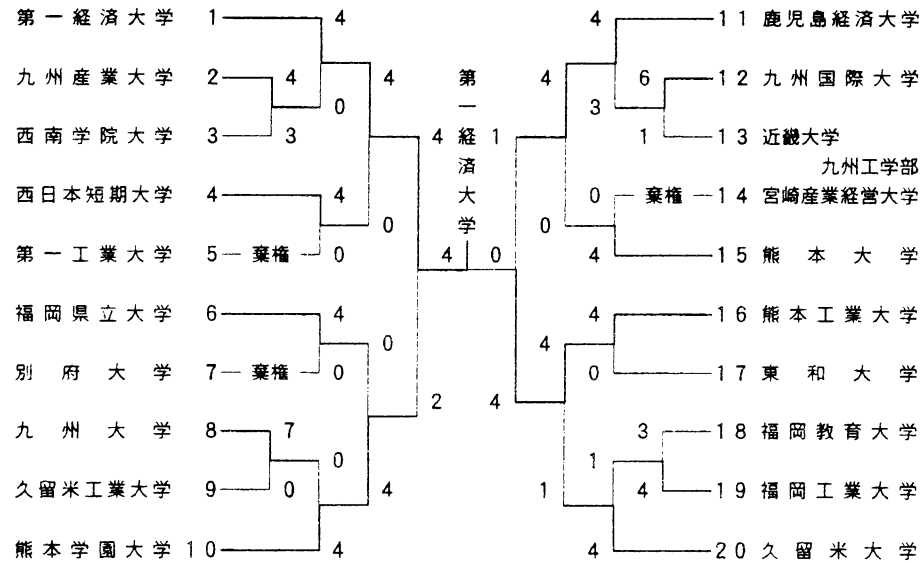 第一経済大学 1 4 4 11 鹿児島経済大学
九州産業大学 2 4 4 第一経済大学 4 6 12 九州国際大学
0 3
西南学院大学 3 3 4 1 1 13 近畿大学
九州工学部
西日本短期大学 4 4 0 棄権 14 宮崎産業経営大学
0 0
第一工業大学 5 棄権 0 4 0 4 15 熊本大学
福岡県立大学 6 4 4 16 熊本工業大学
0 4
別府大学 7 棄権 0 0 17 東和大学
2 4
九州大学 8 7 3 18 福岡教育大学
0 1
久留米工業大学 9 0 4 1 4 19 福岡工業大学
熊本学園大学 10 4 4 20 久留米大学